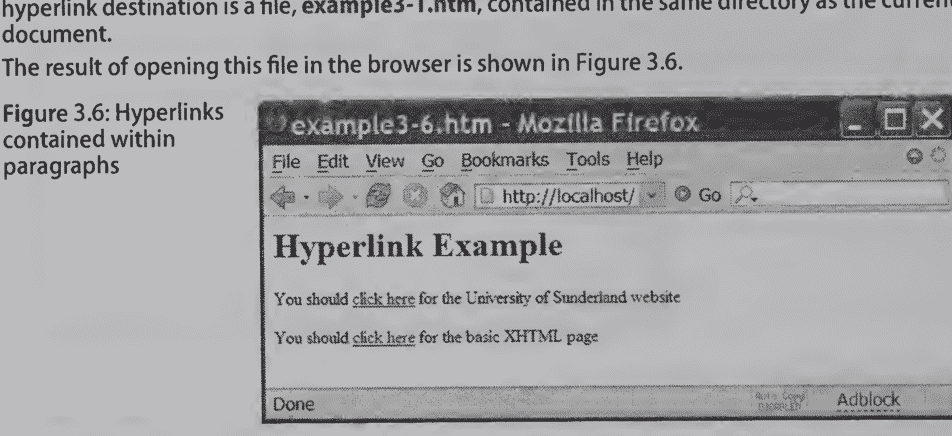 hyperlink destination is a file, example3-1.htm, contained in the same directory as the current
document.
The result of opening this file in the browser is shown in Figure 3.6.
Figure 3.6: Hyperlinks
contained within
paragraphs
example3-6.htm - Mozilla Firefox
File Edit View Go Bookmarks Tools Help
http://localhost/ Go
Hyperlink Example
You should click here for the University of Sunderland website
You should click here for the basic XHTML page
Done Adblock